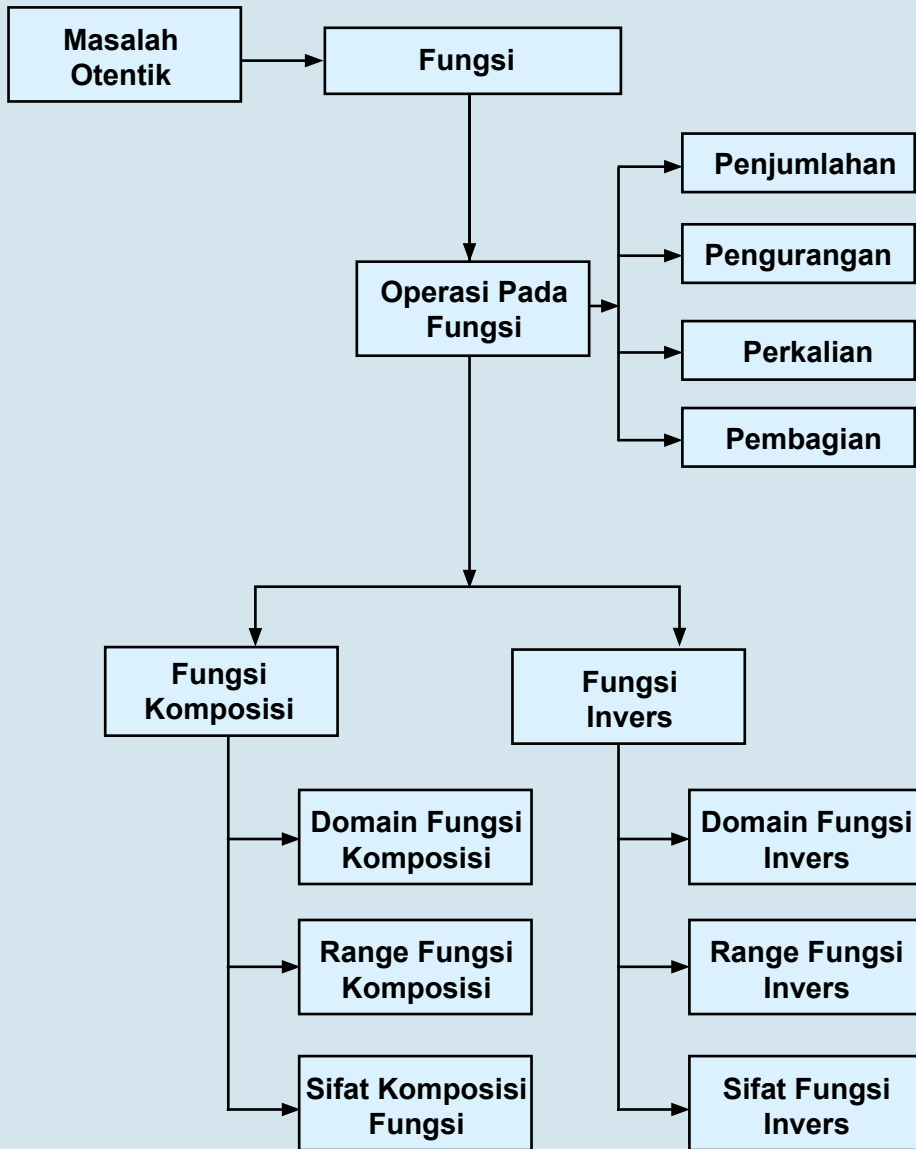 Masalah
Otentik
Fungsi
Penjumlahan
Pengurangan
Operasi Pada
Fungsi
Perkalian
Pembagian
Fungsi
Komposisi
Fungsi
Invers
Domain Fungsi
Komposisi
Domain Fungsi
Invers
Range Fungsi
Komposisi
Range Fungsi
Invers
Sifat Komposisi
Fungsi
Sifat Fungsi
Invers